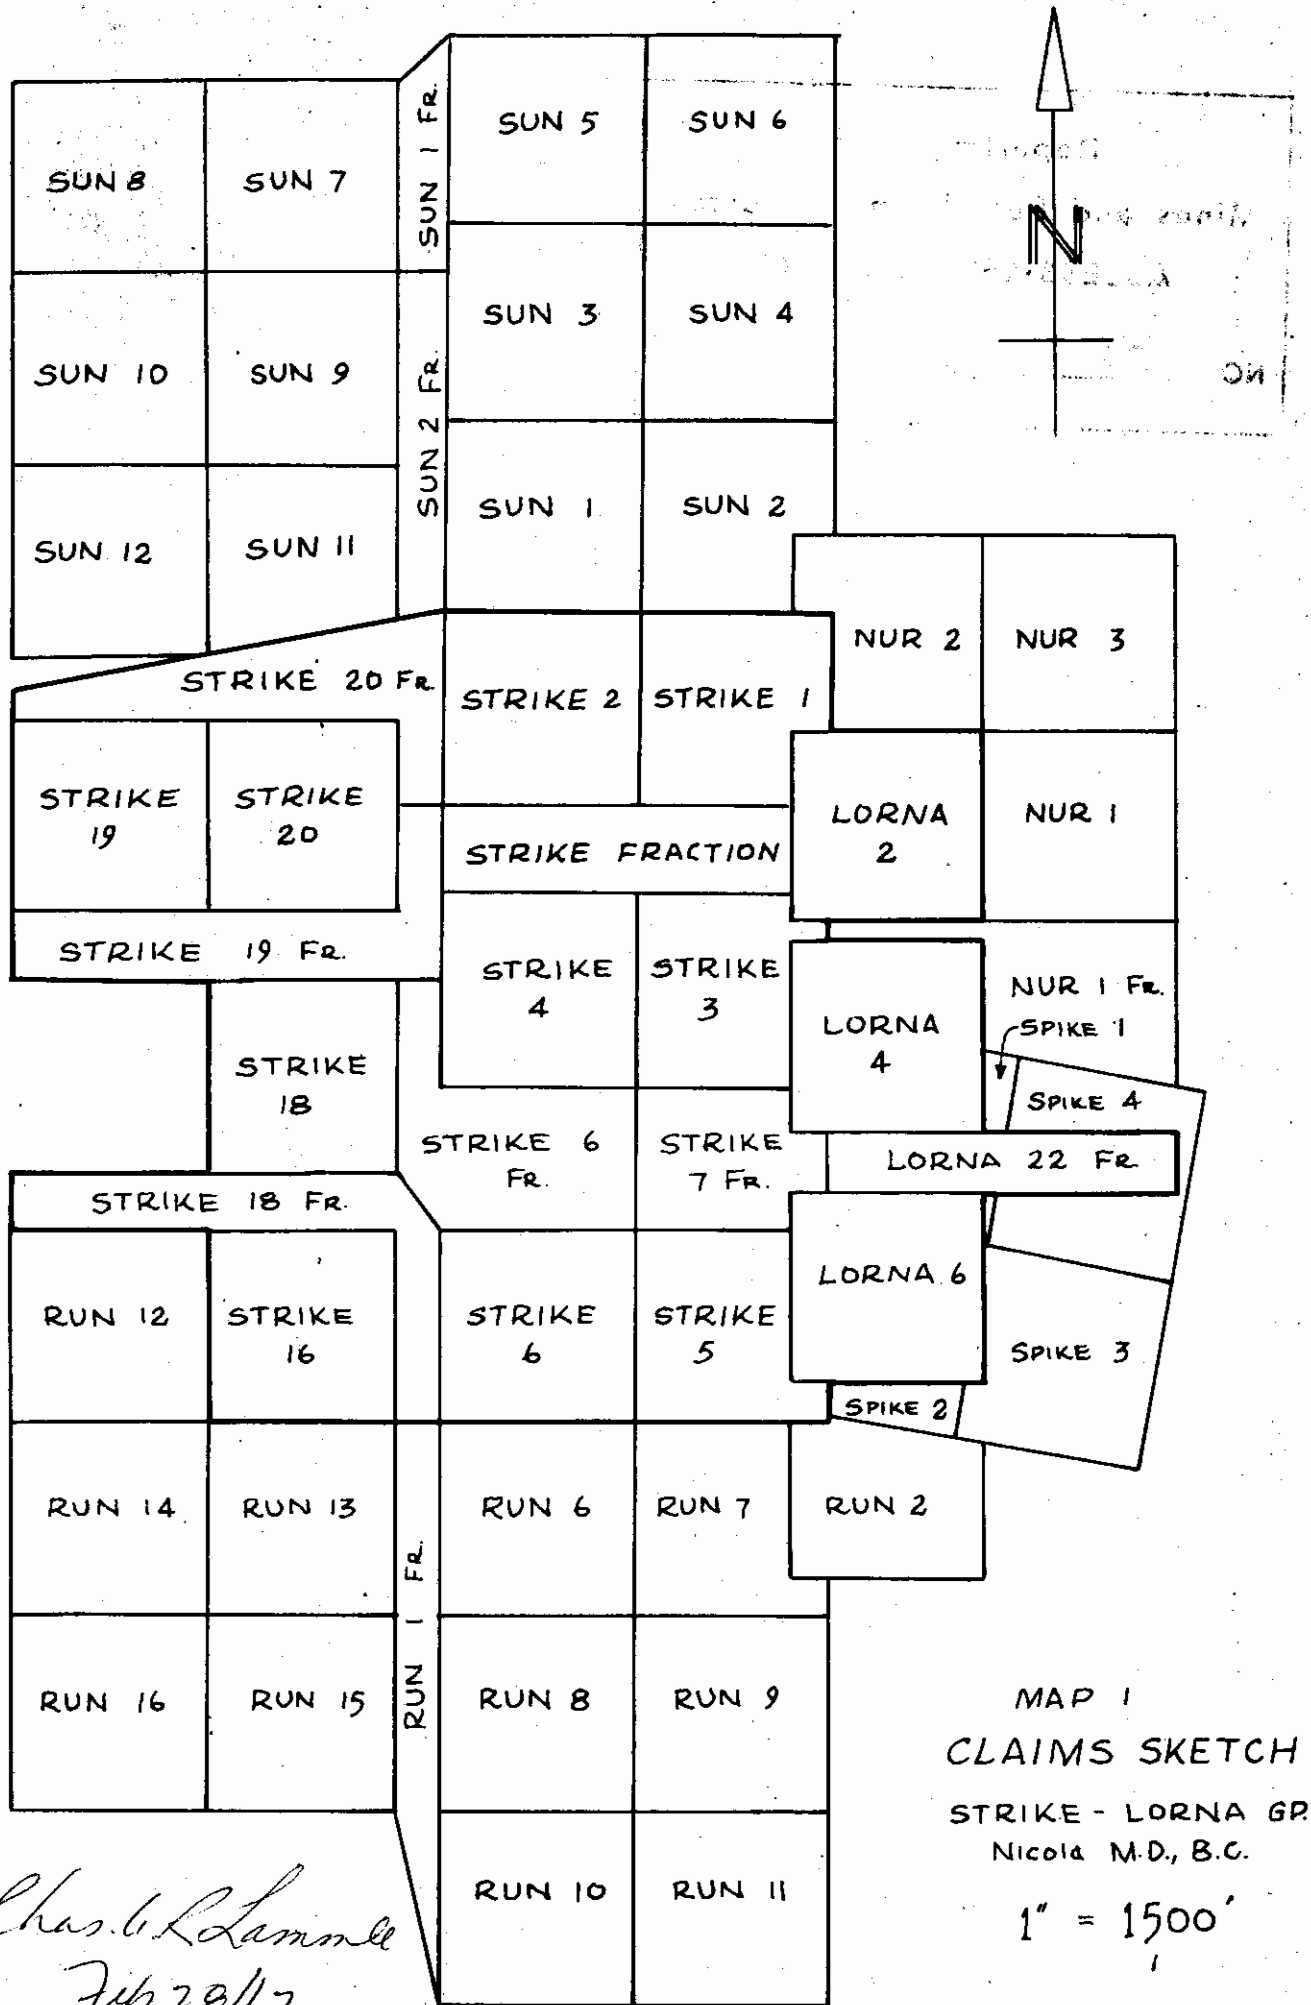 SUN 5
SUN 6
SUN 1 FR.
SUN 8
SUN 7
N
SUN 3
SUN 4
SUN 10
SUN 9
SUN 2 FR.
SUN 1
SUN 2
SUN 12
SUN 11
NUR 2
NUR 3
STRIKE 20 FR.
STRIKE 2
STRIKE 1
STRIKE
19
STRIKE
20
LORNA
2
NUR 1
STRIKE FRACTION
STRIKE 19 FR.
STRIKE
4
STRIKE
3
NUR 1 FR.
LORNA
4
SPIKE 1
STRIKE
18
SPIKE 4
STRIKE 6
FR.
STRIKE
7 FR.
LORNA 22 FR
STRIKE 18 FR.
LORNA 6
RUN 12
STRIKE
16
STRIKE
6
STRIKE
5
SPIKE 3
SPIKE 2
RUN 14
RUN 13
RUN 6
RUN 7
RUN 2
RUN 1 FR.
RUN 16
RUN 15
RUN 8
RUN 9
RUN 10
RUN 11
MAP 1
CLAIMS SKETCH
STRIKE - LORNA GP.
Nicola M.D., B.C.
1" = 1500'
Chas.